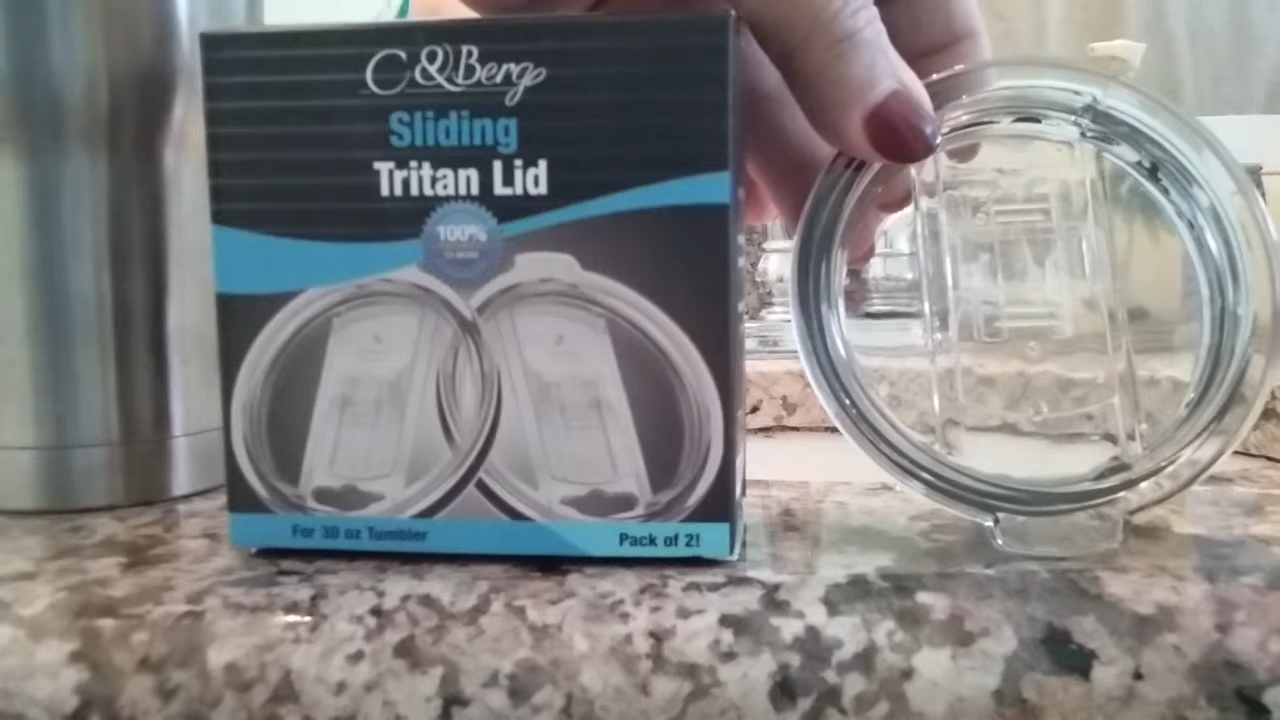 C&Berg
Sliding
Tritan Lid
100%
For 30 oz Tumbler
Pack of 2!